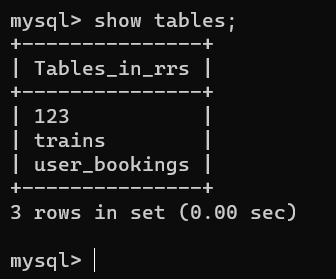 mysql> show tables;
+---------------+
| Tables_in_rrs |
+---------------+
| 123           |
| trains        |
| user_bookings |
+---------------+
3 rows in set (0.00 sec)
mysql>